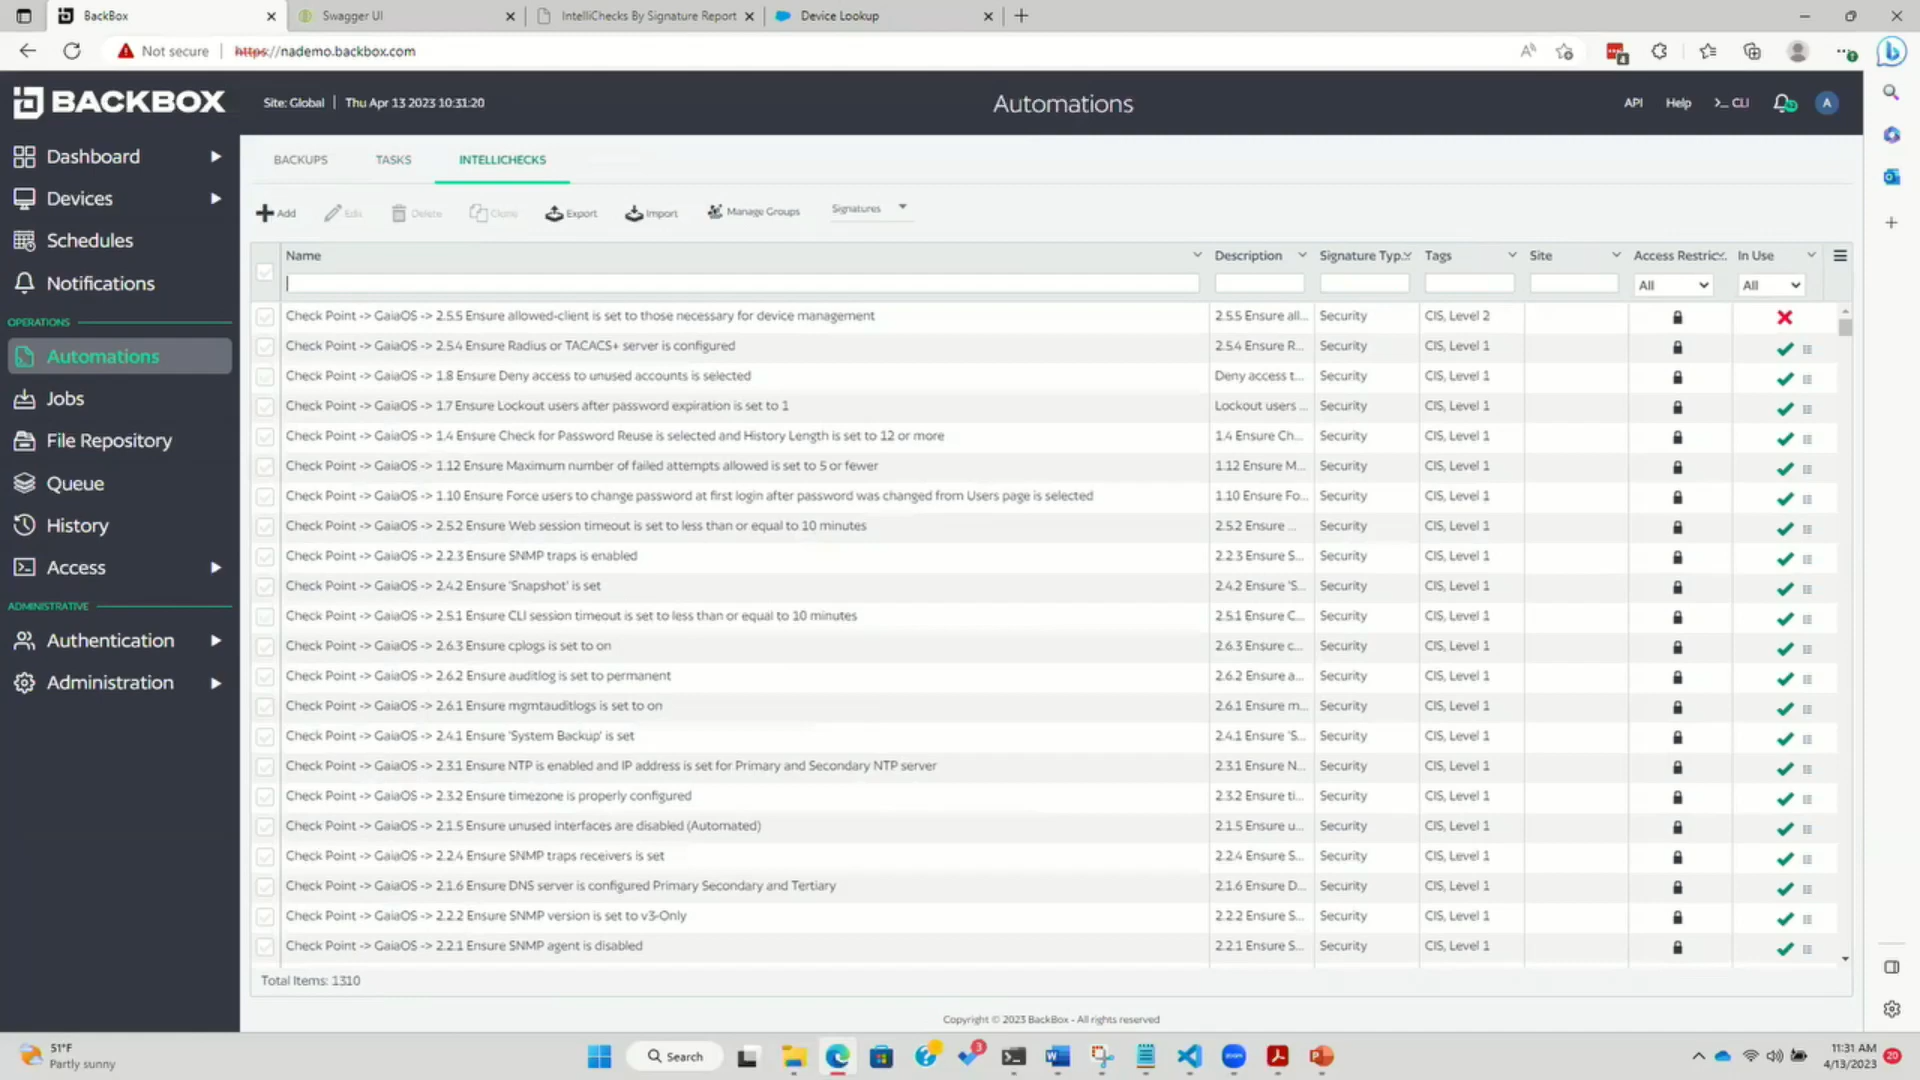 BackBox
Swagger UI
IntelliChecks By Signature Report
Device Lookup
Not secure
https://nademo.backbox.com
BACKBOX
Site: Global
Thu Apr 13 2023 10:31:20
Automations
API
Help
>_ CLI
A
Dashboard
Devices
Schedules
Notifications
OPERATIONS
Automations
Jobs
File Repository
Queue
History
Access
ADMINISTRATIVE
Authentication
Administration
BACKUPS
TASKS
INTELLICHECKS
Add
Edit
Delete
Clone
Export
Import
Manage Groups
Signatures
Name Description Signature Typ... Tags Site Access Restric... In Use
All All
Check Point -> GaiaOS -> 2.5.5 Ensure allowed-client is set to those necessary for device management 2.5.5 Ensure all... Security CIS, Level 2
Check Point -> GaiaOS -> 2.5.4 Ensure Radius or TACACS+ server is configured 2.5.4 Ensure R... Security CIS, Level 1
Check Point -> GaiaOS -> 1.8 Ensure Deny access to unused accounts is selected Deny access t... Security CIS, Level 1
Check Point -> GaiaOS -> 1.7 Ensure Lockout users after password expiration is set to 1 Lockout users ... Security CIS, Level 1
Check Point -> GaiaOS -> 1.4 Ensure Check for Password Reuse is selected and History Length is set to 12 or more 1.4 Ensure Ch... Security CIS, Level 1
Check Point -> GaiaOS -> 1.12 Ensure Maximum number of failed attempts allowed is set to 5 or fewer 1.12 Ensure M... Security CIS, Level 1
Check Point -> GaiaOS -> 1.10 Ensure Force users to change password at first login after password was changed from Users page is selected 1.10 Ensure Fo... Security CIS, Level 1
Check Point -> GaiaOS -> 2.5.2 Ensure Web session timeout is set to less than or equal to 10 minutes 2.5.2 Ensure ... Security CIS, Level 1
Check Point -> GaiaOS -> 2.2.3 Ensure SNMP traps is enabled 2.2.3 Ensure S... Security CIS, Level 1
Check Point -> GaiaOS -> 2.4.2 Ensure 'Snapshot' is set 2.4.2 Ensure 'S... Security CIS, Level 1
Check Point -> GaiaOS -> 2.5.1 Ensure CLI session timeout is set to less than or equal to 10 minutes 2.5.1 Ensure C... Security CIS, Level 1
Check Point -> GaiaOS -> 2.6.3 Ensure cplogs is set to on 2.6.3 Ensure c... Security CIS, Level 1
Check Point -> GaiaOS -> 2.6.2 Ensure auditlog is set to permanent 2.6.2 Ensure a... Security CIS, Level 1
Check Point -> GaiaOS -> 2.6.1 Ensure mgmtauditlogs is set to on 2.6.1 Ensure m... Security CIS, Level 1
Check Point -> GaiaOS -> 2.4.1 Ensure 'System Backup' is set 2.4.1 Ensure 'S... Security CIS, Level 1
Check Point -> GaiaOS -> 2.3.1 Ensure NTP is enabled and IP address is set for Primary and Secondary NTP server 2.3.1 Ensure N... Security CIS, Level 1
Check Point -> GaiaOS -> 2.3.2 Ensure timezone is properly configured 2.3.2 Ensure ti... Security CIS, Level 1
Check Point -> GaiaOS -> 2.1.5 Ensure unused interfaces are disabled (Automated) 2.1.5 Ensure u... Security CIS, Level 1
Check Point -> GaiaOS -> 2.2.4 Ensure SNMP traps receivers is set 2.2.4 Ensure S... Security CIS, Level 1
Check Point -> GaiaOS -> 2.1.6 Ensure DNS server is configured Primary Secondary and Tertiary 2.1.6 Ensure D... Security CIS, Level 1
Check Point -> GaiaOS -> 2.2.2 Ensure SNMP version is set to v3-Only 2.2.2 Ensure S... Security CIS, Level 1
Check Point -> GaiaOS -> 2.2.1 Ensure SNMP agent is disabled 2.2.1 Ensure S... Security CIS, Level 1
Total Items: 1310
Copyright © 2023 BackBox - All rights reserved
51°F
Partly sunny
Search
3
11:31 AM
4/13/2023
20